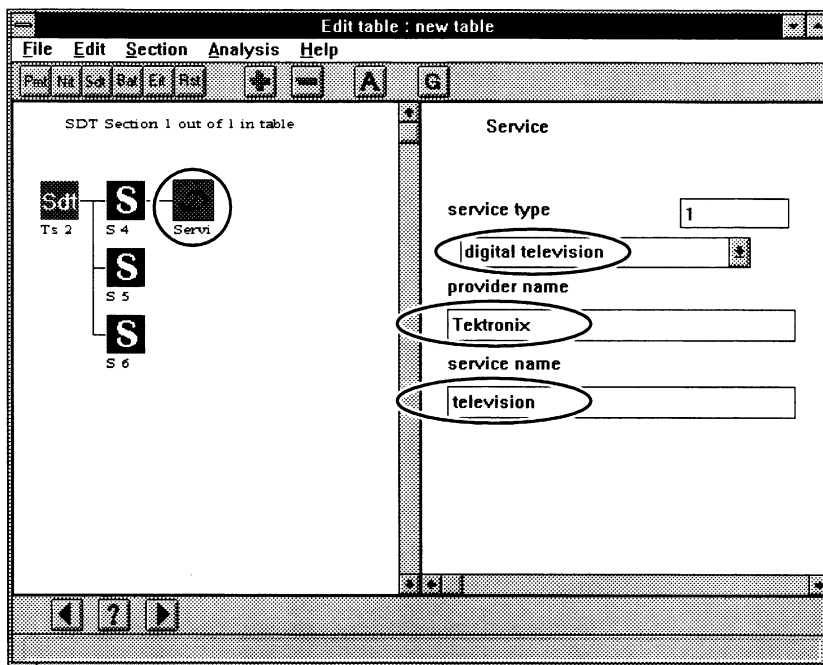 Edit table : new table
File Edit Section Analysis Help
Pmt Nit Sdt Bat Eit Rst A G
SDT Section 1 out of 1 in table
Sdt S
Ts 2 S 4 Servi
S
S 5
S
S 6
Service
service type 1
digital television
provider name
Tektronix
service name
television
?